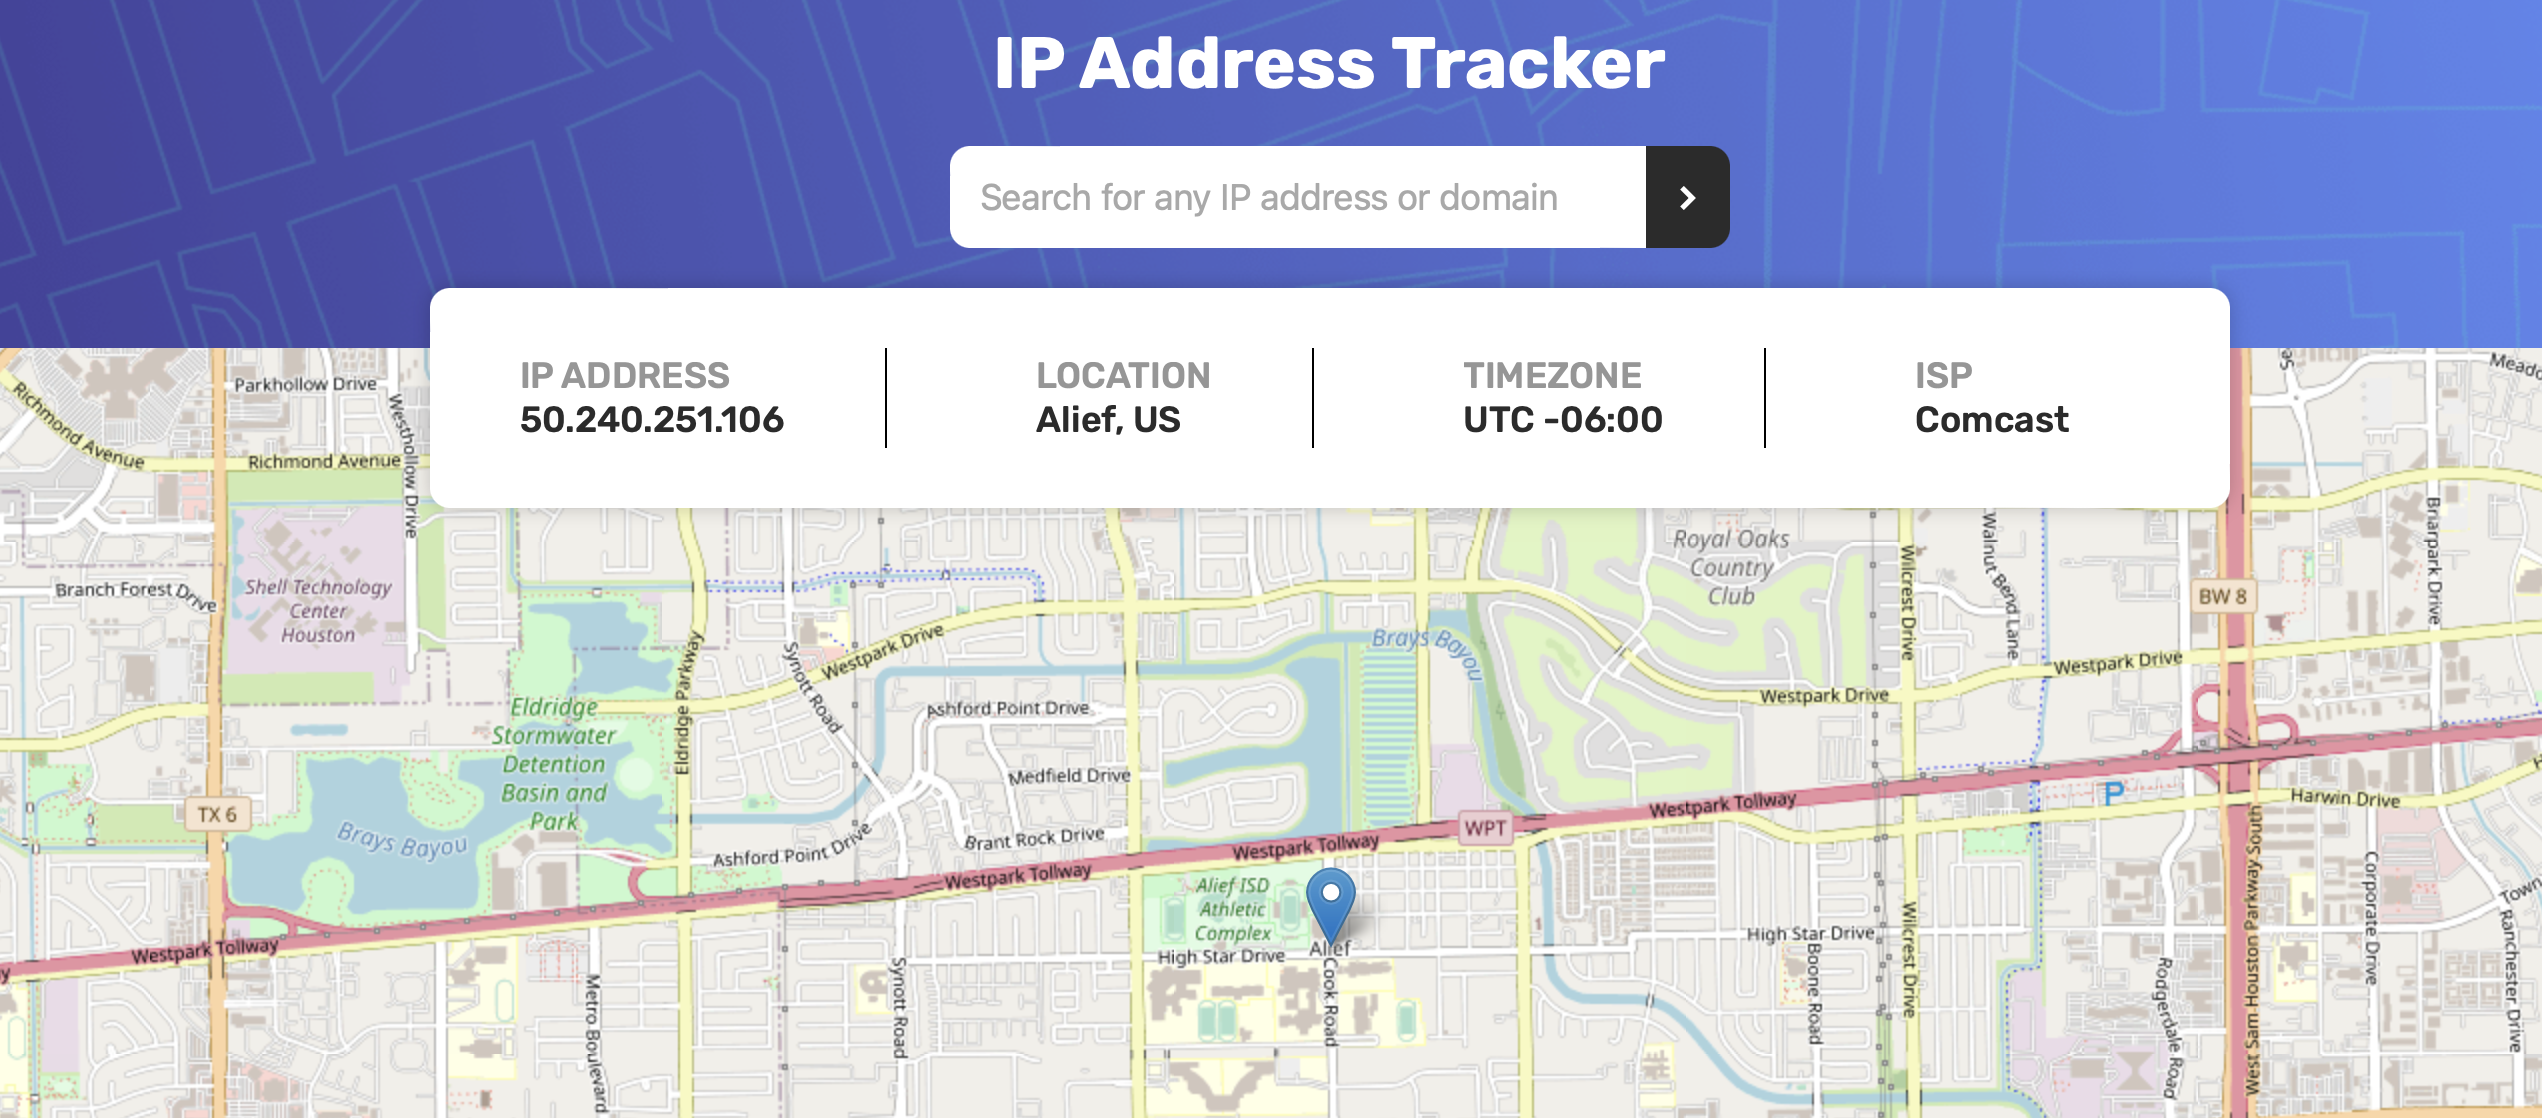 IP Address Tracker
Search for any IP address or domain
IP ADDRESS
50.240.251.106
LOCATION
Alief, US
TIMEZONE
UTC -06:00
ISP
Comcast
Parkhollow Drive
Westhollow Drive
Richmond Avenue
Richmond Avenue
Branch Forest Drive
Shell Technology
Center
Houston
Eldridge
Stormwater
Detention
Basin and
Park
Brays Bayou
TX 6
Eldridge Parkway
Synott Road
Westpark Drive
Ashford Point Drive
Medfield Drive
Brant Rock Drive
Ashford Point Drive
Westpark Tollway
Westpark Tollway
Westpark Tollway
Westpark Tollway
WPT
Brays Bayou
Royal Oaks
Country
Club
Wilcrest Drive
Walnut Bend Lane
Westpark Drive
Westpark Drive
BW 8
Briarpark Drive
P
Harwin Drive
Alief ISD
Athletic
Complex
Alief
High Star Drive
High Star Drive
Cook Road
Synott Road
Metro Boulevard
Boone Road
Wilcrest Drive
Rodgerdale Road
West Sam Houston Parkway South
Corporate Drive
Ranchester Drive
Town
Meado